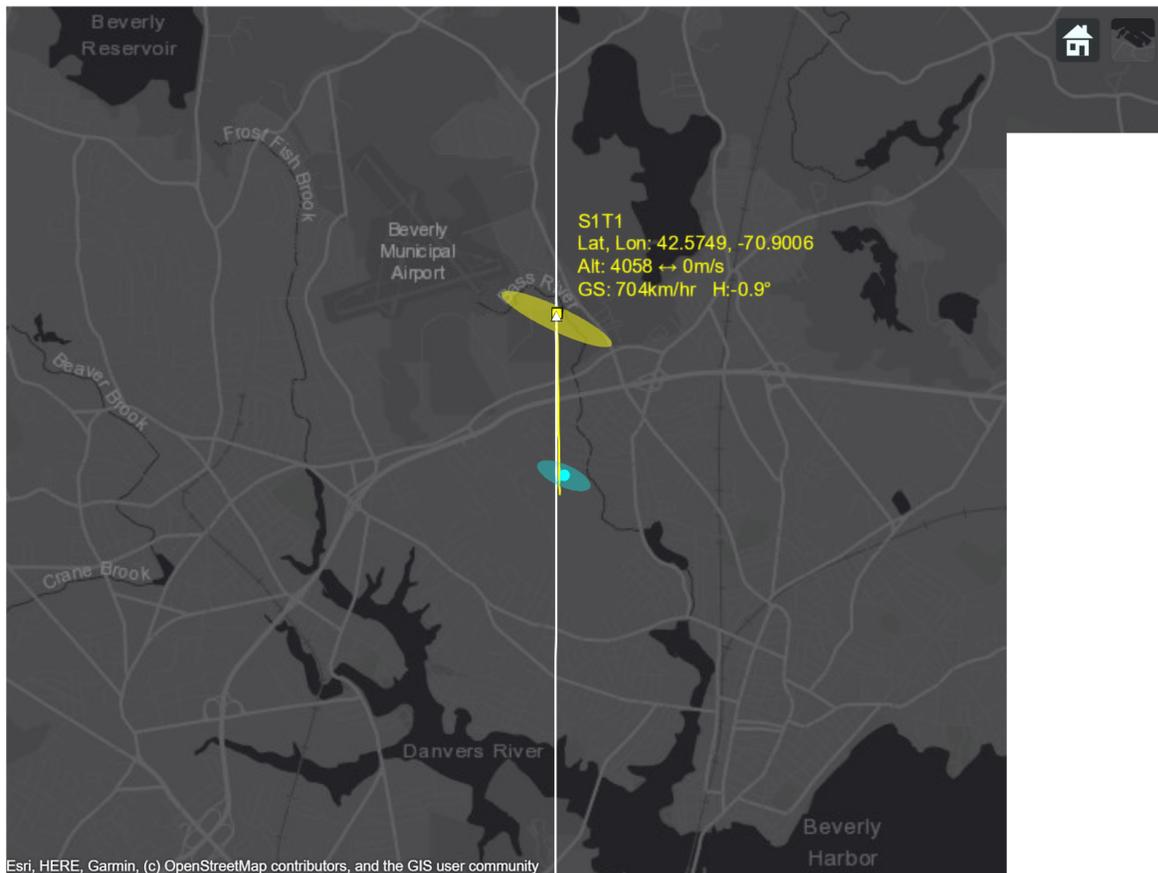 Beverly
Reservoir
Frost Fish Brook
Beverly
Municipal
Airport
S1T1
Lat, Lon: 42.5749, -70.9006
Alt: 4058 ↔ 0m/s
GS: 704km/hr H:-0.9°
River
Beaver Brook
Crane Brook
Danvers River
Beverly
Harbor
Esri, HERE, Garmin, (c) OpenStreetMap contributors, and the GIS user community